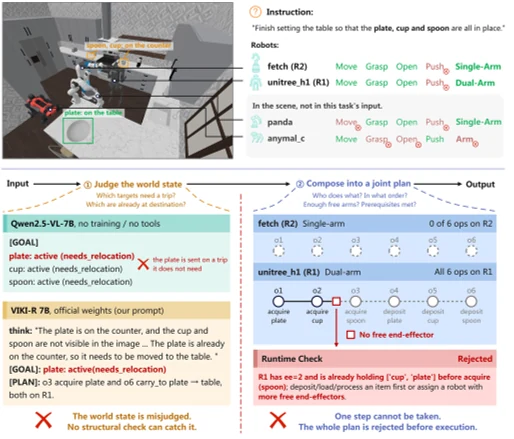 spoon, cup: on the counter
plate: on the table
Instruction:
"Finish setting the table so that the plate, cup and spoon are all in place."
Robots:
fetch (R2) Move Grasp Open Push Single-Arm
unitree_h1 (R1) Move Grasp Open Push Dual-Arm
In the scene, not in this task's input.
panda Move Grasp Open Push Single-Arm
anymal_c Move Grasp Open Push Arm
Input
① Judge the world state
Which targets need a trip?
Which are already at destination?
② Compose into a joint plan
Who does what? In what order?
Enough free arms? Prerequisites met?
Output
Qwen2.5-VL-7B, no training / no tools
[GOAL]
plate: active (needs_relocation)
cup: active (needs_relocation)
spoon: active (needs_relocation)
the plate is sent on a trip
it does not need
VIKI-R 7B, official weights (our prompt)
think: "The plate is on the counter, and the cup and
spoon are not visible in the image ... The plate is already
on the counter, so it needs to be moved to the table. "
[GOAL]: plate: active(needs_relocation)
[PLAN]: o3 acquire plate and o6 carry_to plate → table,
both on R1.
The world state is misjudged.
No structural check can catch it.
fetch (R2) Single-arm 0 of 6 ops on R2
o1 o2 o3 o4 o5 o6
unitree_h1 (R1) Dual-arm All 6 ops on R1
o1 o2 o3 o4 o5 o6
acquire acquire acquire deposit deposit deposit
plate cup spoon plate cup spoon
No free end-effector
Runtime Check Rejected
R1 has ee=2 and is already holding ['cup', 'plate'] before acquire
(spoon); deposit/load/process an item first or assign a robot with
more free end-effectors.
One step cannot be taken.
The whole plan is rejected before execution.